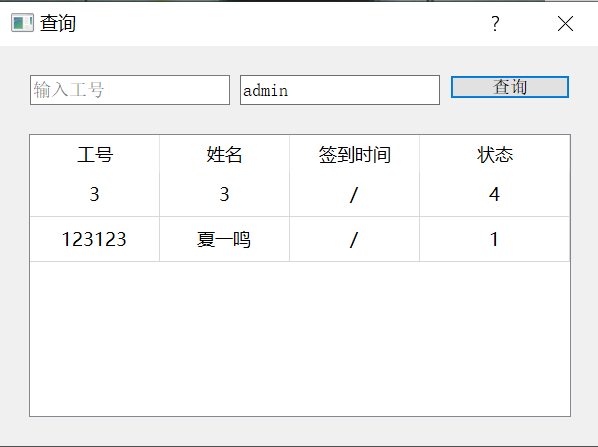 查询 ?
输入工号 admin 查询
工号 姓名 签到时间 状态
3 3 / 4
123123 夏一鸣 / 1